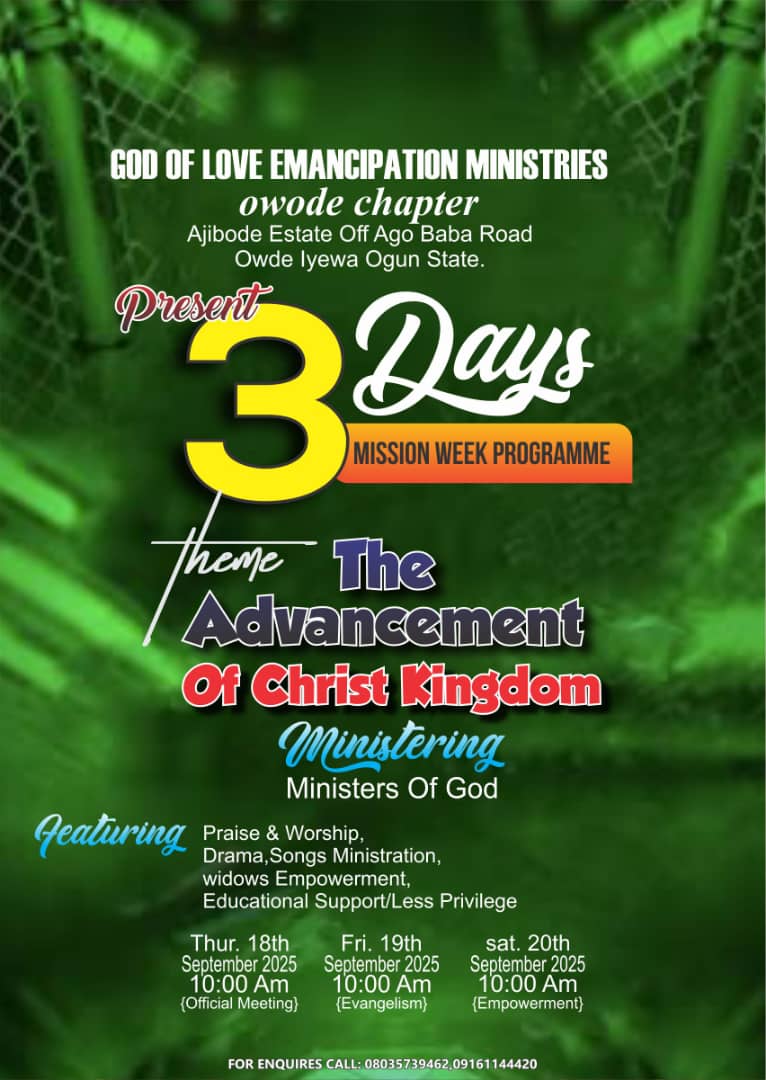 GOD OF LOVE EMANCIPATION MINISTRIES
owode chapter
Ajibode Estate Off Ago Baba Road
Owde Iyewa Ogun State.
Present
3 Days
MISSION WEEK PROGRAMME
Theme
The
Advancement
Of Christ Kingdom
Ministering
Ministers Of God
Featuring
Praise & Worship,
Drama,Songs Ministration,
widows Empowerment,
Educational Support/Less Privilege
Thur. 18th
September 2025
10:00 Am
{Official Meeting}
Fri. 19th
September 2025
10:00 Am
{Evangelism}
sat. 20th
September 2025
10:00 Am
{Empowerment}
FOR ENQUIRES CALL: 08035739462,09161144420